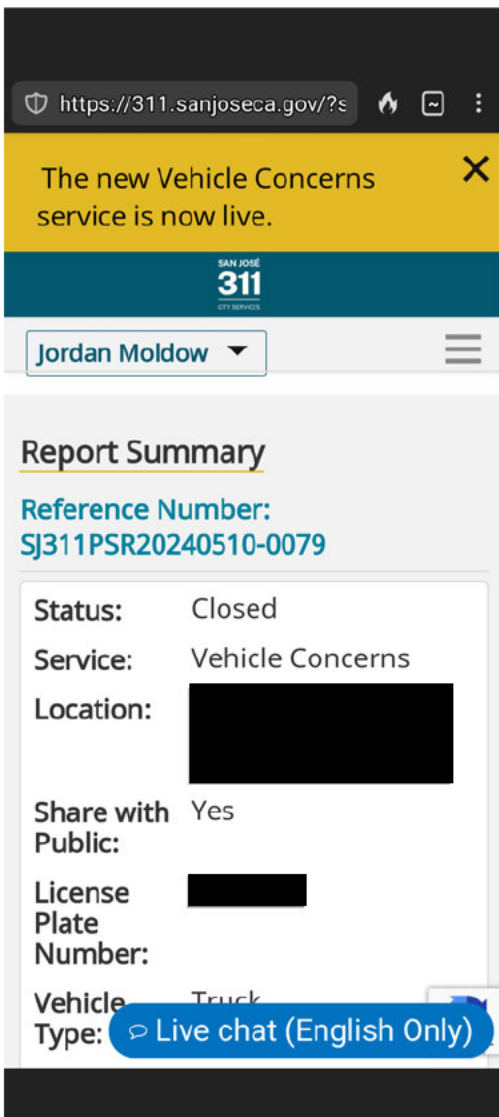 https://311.sanjoseca.gov/?s
The new Vehicle Concerns
service is now live.
SAN JOSÉ
311
CITY SERVICES
Jordan Moldow
Report Summary
Reference Number:
SJ311PSR20240510-0079
Status: Closed
Service: Vehicle Concerns
Location:
Share with Yes
Public:
License
Plate
Number:
Vehicle Truck
Type:
Live chat (English Only)